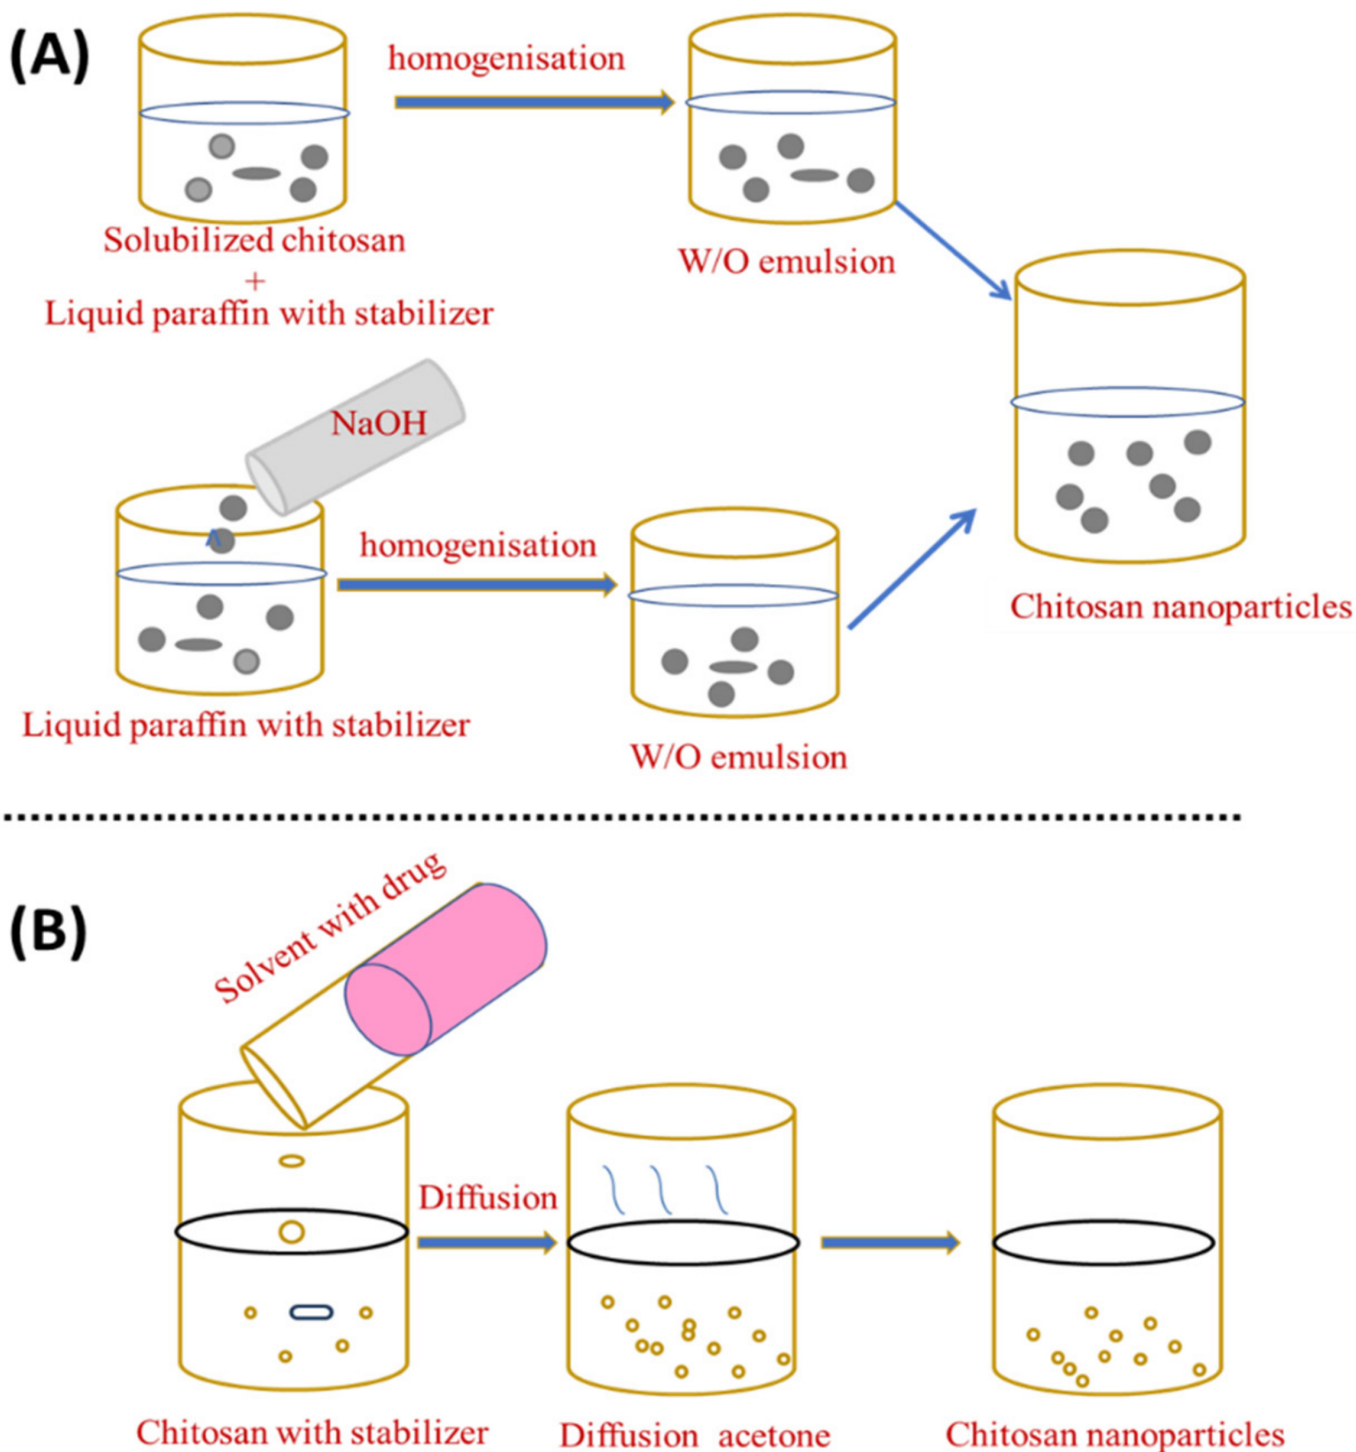 (A)
homogenisation
Solubilized chitosan
+
Liquid paraffin with stabilizer
W/O emulsion
NaOH
homogenisation
Liquid paraffin with stabilizer
W/O emulsion
Chitosan nanoparticles
(B)
Solvent with drug
Diffusion
Chitosan with stabilizer
Diffusion acetone
Chitosan nanoparticles